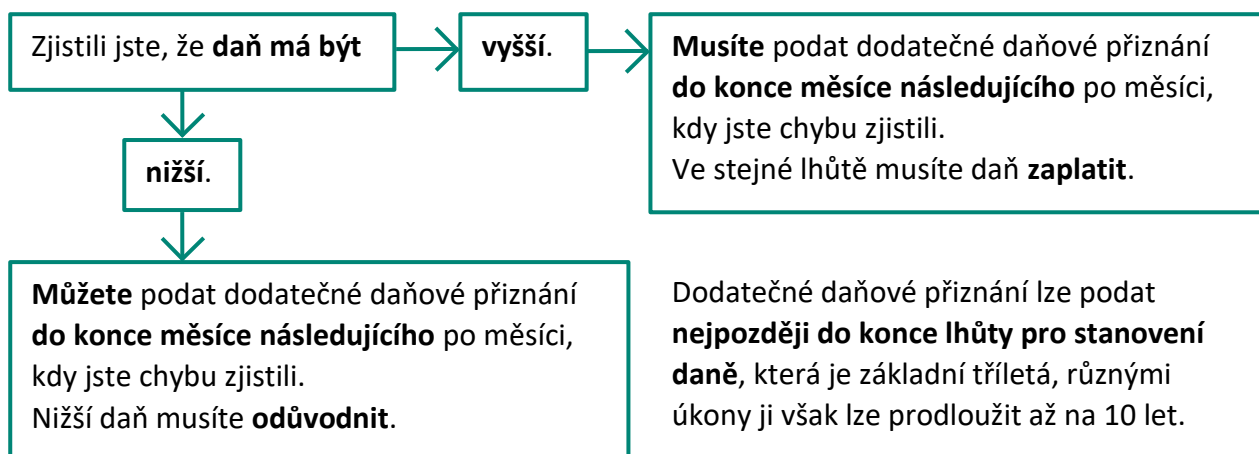 Zjistili jste, že daň má být
vyšší.
Musíte podat dodatečné daňové přiznání
do konce měsíce následujícího po měsíci,
kdy jste chybu zjistili.
Ve stejné lhůtě musíte daň zaplatit.
nižší.
Můžete podat dodatečné daňové přiznání
do konce měsíce následujícího po měsíci,
kdy jste chybu zjistili.
Nižší daň musíte odůvodnit.
Dodatečné daňové přiznání lze podat
nejpozději do konce lhůty pro stanovení
daně, která je základní tříletá, různými
úkony ji však lze prodloužit až na 10 let.